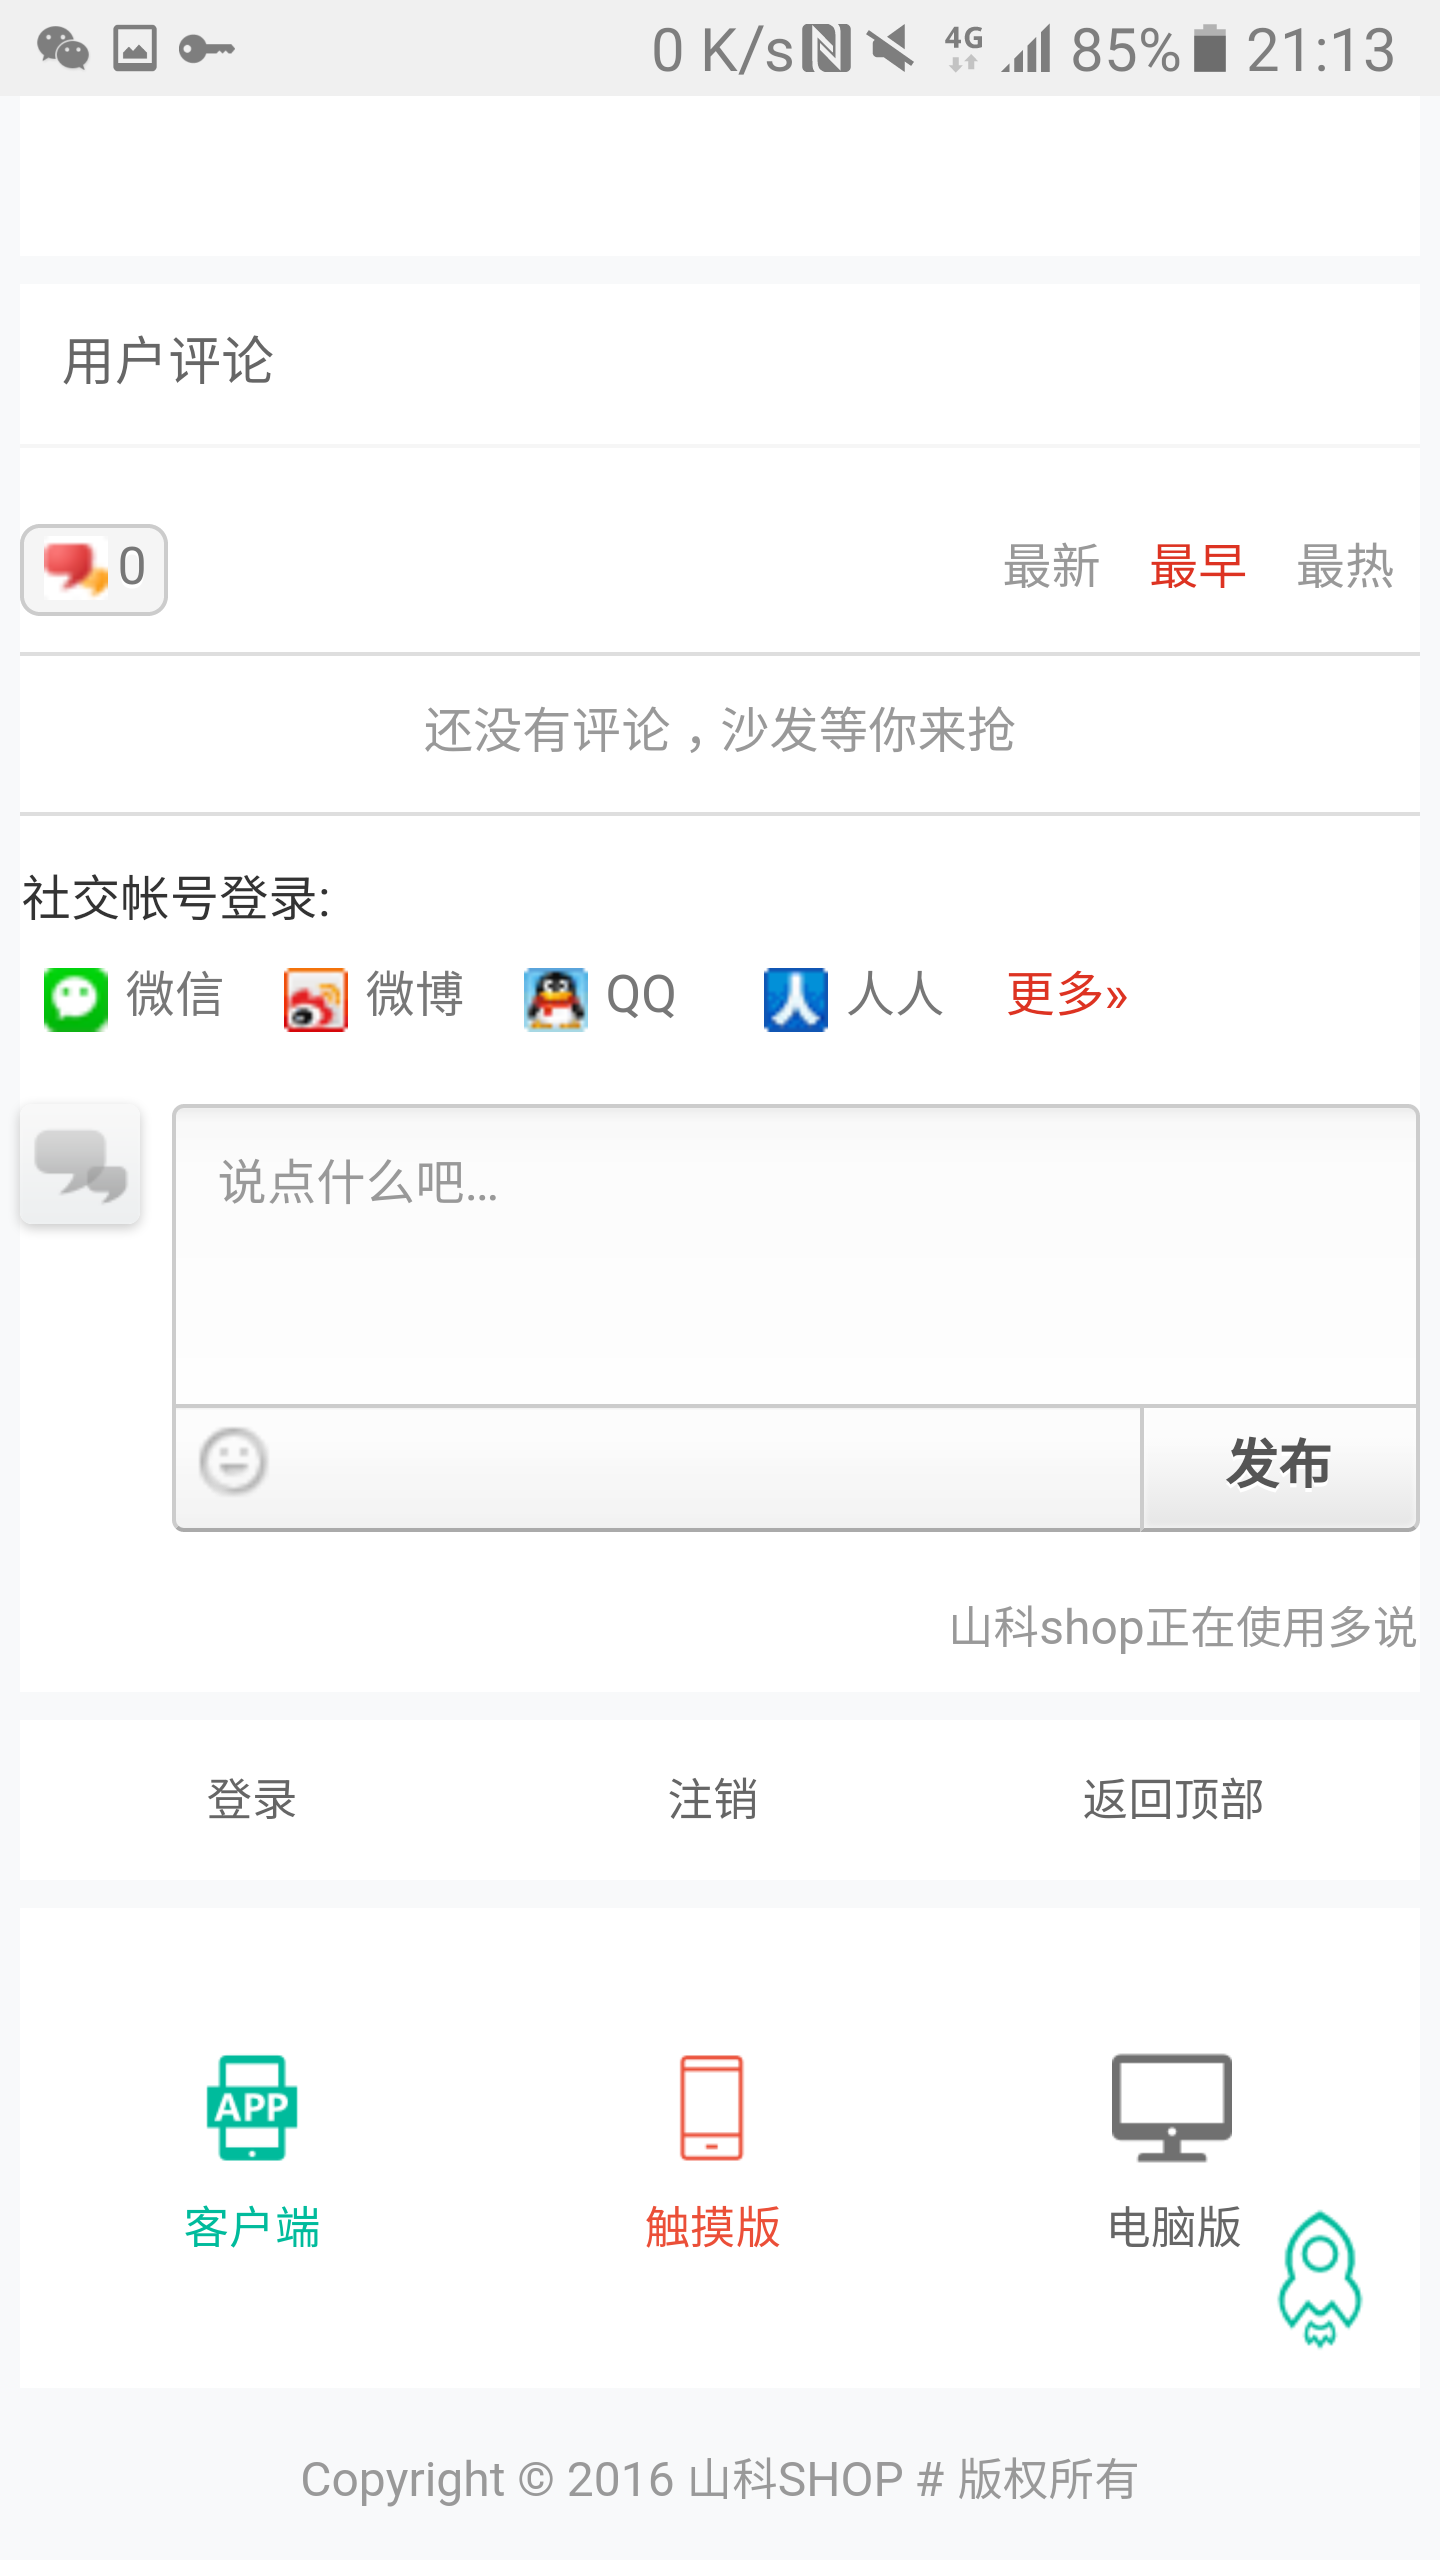 0 K/s 4G 85% 21:13
用户评论
0 最新 最早 最热
还没有评论，沙发等你来抢
社交帐号登录:
微信 微博 QQ 人人 更多»
说点什么吧...
发布
山科shop正在使用多说
登录 注销 返回顶部
APP
客户端 触摸版 电脑版
Copyright © 2016 山科SHOP # 版权所有